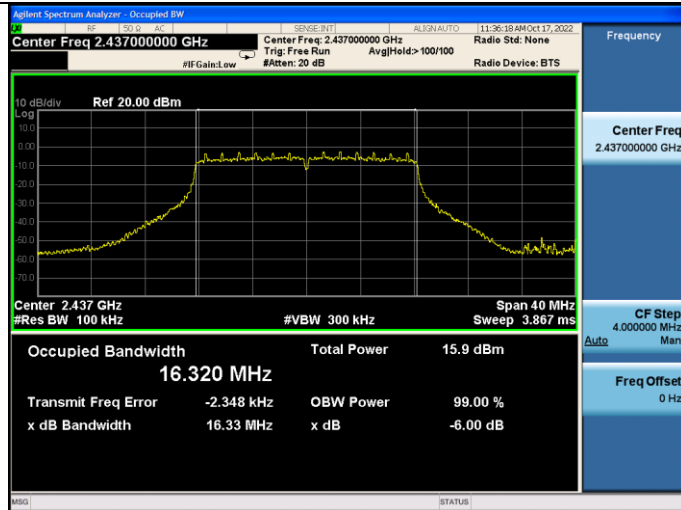 Agilent Spectrum Analyzer - Occupied BW
RF 50 Ω AC SENSE:INT ALIGN AUTO 11:36:18 AM Oct 17, 2022
Center Freq 2.437000000 GHz
Center Freq: 2.437000000 GHz
Radio Std: None
Trig: Free Run Avg|Hold:> 100/100
#IFGain:Low #Atten: 20 dB Radio Device: BTS
Frequency
10 dB/div Ref 20.00 dBm
Log
10.0
0.00
-10.0
-20.0
-30.0
-40.0
-50.0
-60.0
-70.0
Center 2.437 GHz Span 40 MHz
#Res BW 100 kHz #VBW 300 kHz Sweep 3.867 ms
Occupied Bandwidth Total Power 15.9 dBm
16.320 MHz
Transmit Freq Error -2.348 kHz OBW Power 99.00 %
x dB Bandwidth 16.33 MHz x dB -6.00 dB
Center Freq
2.437000000 GHz
CF Step
4.000000 MHz
Auto Man
Freq Offset
0 Hz
MSG STATUS